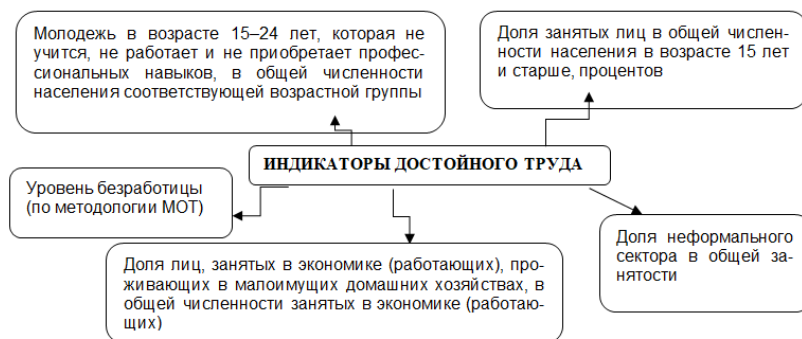 Молодежь в возрасте 15–24 лет, которая не
учится, не работает и не приобретает профес-
сиональных навыков, в общей численности
населения соответствующей возрастной группы
Доля занятых лиц в общей числен-
ности населения в возрасте 15 лет
и старше, процентов
ИНДИКАТОРЫ ДОСТОЙНОГО ТРУДА
Уровень безработицы
(по методологии МОТ)
Доля неформального
сектора в общей за-
нятости
Доля лиц, занятых в экономике (работающих), про-
живающих в малоимущих домашних хозяйствах, в
общей численности занятых в экономике (работаю-
щих)